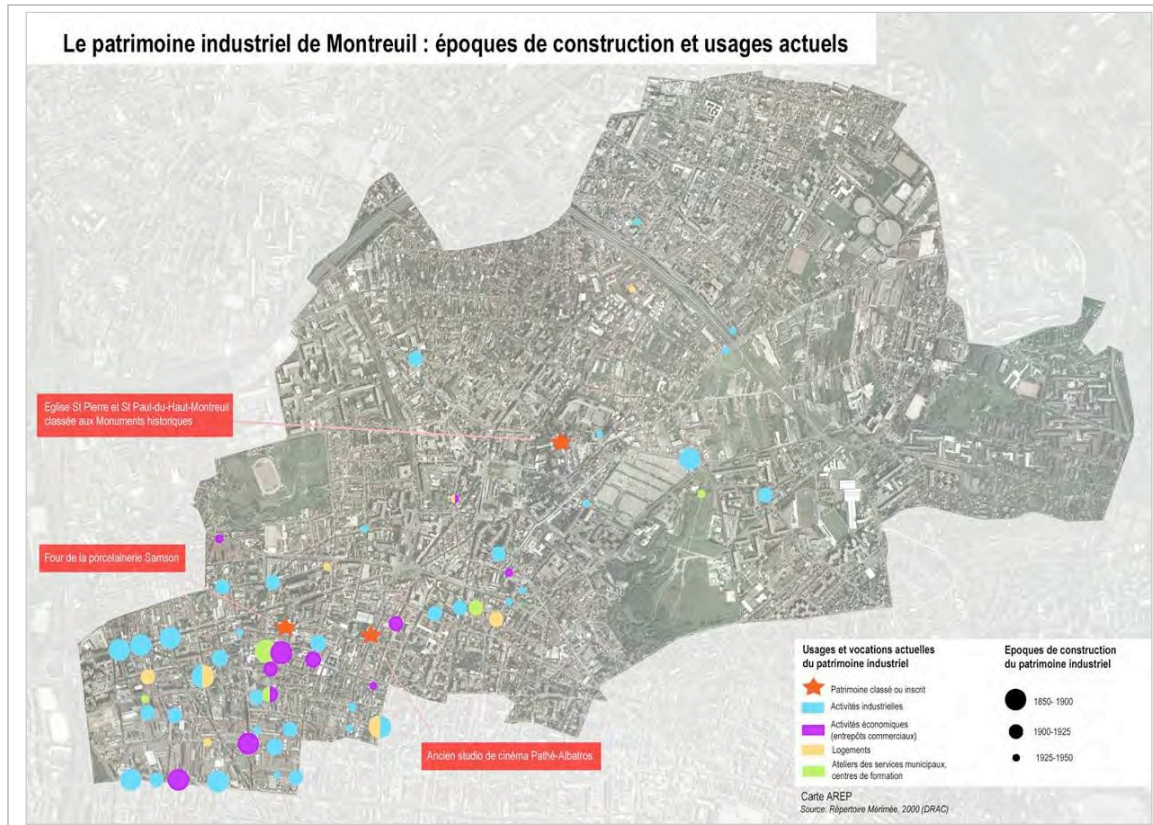 Le patrimoine industriel de Montreuil : époques de construction et usages actuels
Eglise St Pierre et St Paul-du-Haut-Montreuil
classée aux Monuments historiques
Four de la porcelainerie Samson
Ancien studio de cinéma Pathé-Albatros
Usages et vocations actuelles
du patrimoine industriel
Patrimoine classé ou inscrit
Activités industrielles
Activités économiques
(entrepôts commerciaux)
Logements
Ateliers des services municipaux,
centres de formation
Epoques de construction
du patrimoine industriel
1850- 1900
1900-1925
1925-1950
Carte AREP
Source: Répertoire Mérimée, 2000 (DRAC)